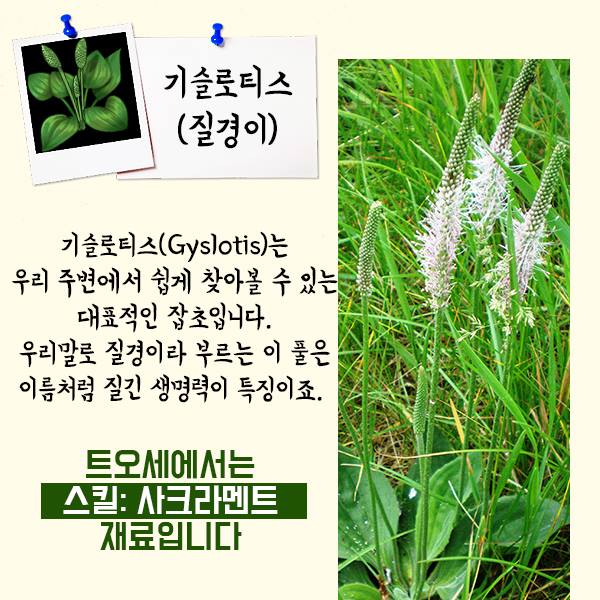 기슬로티스
(질경이)
기슬로티스(Gyslotis)는
우리 주변에서 쉽게 찾아볼 수 있는
대표적인 잡초입니다.
우리말로 질경이라 부르는 이 풀은
이름처럼 질긴 생명력이 특징이죠.
트오세에서는
스킬: 사크라멘트
재료입니다